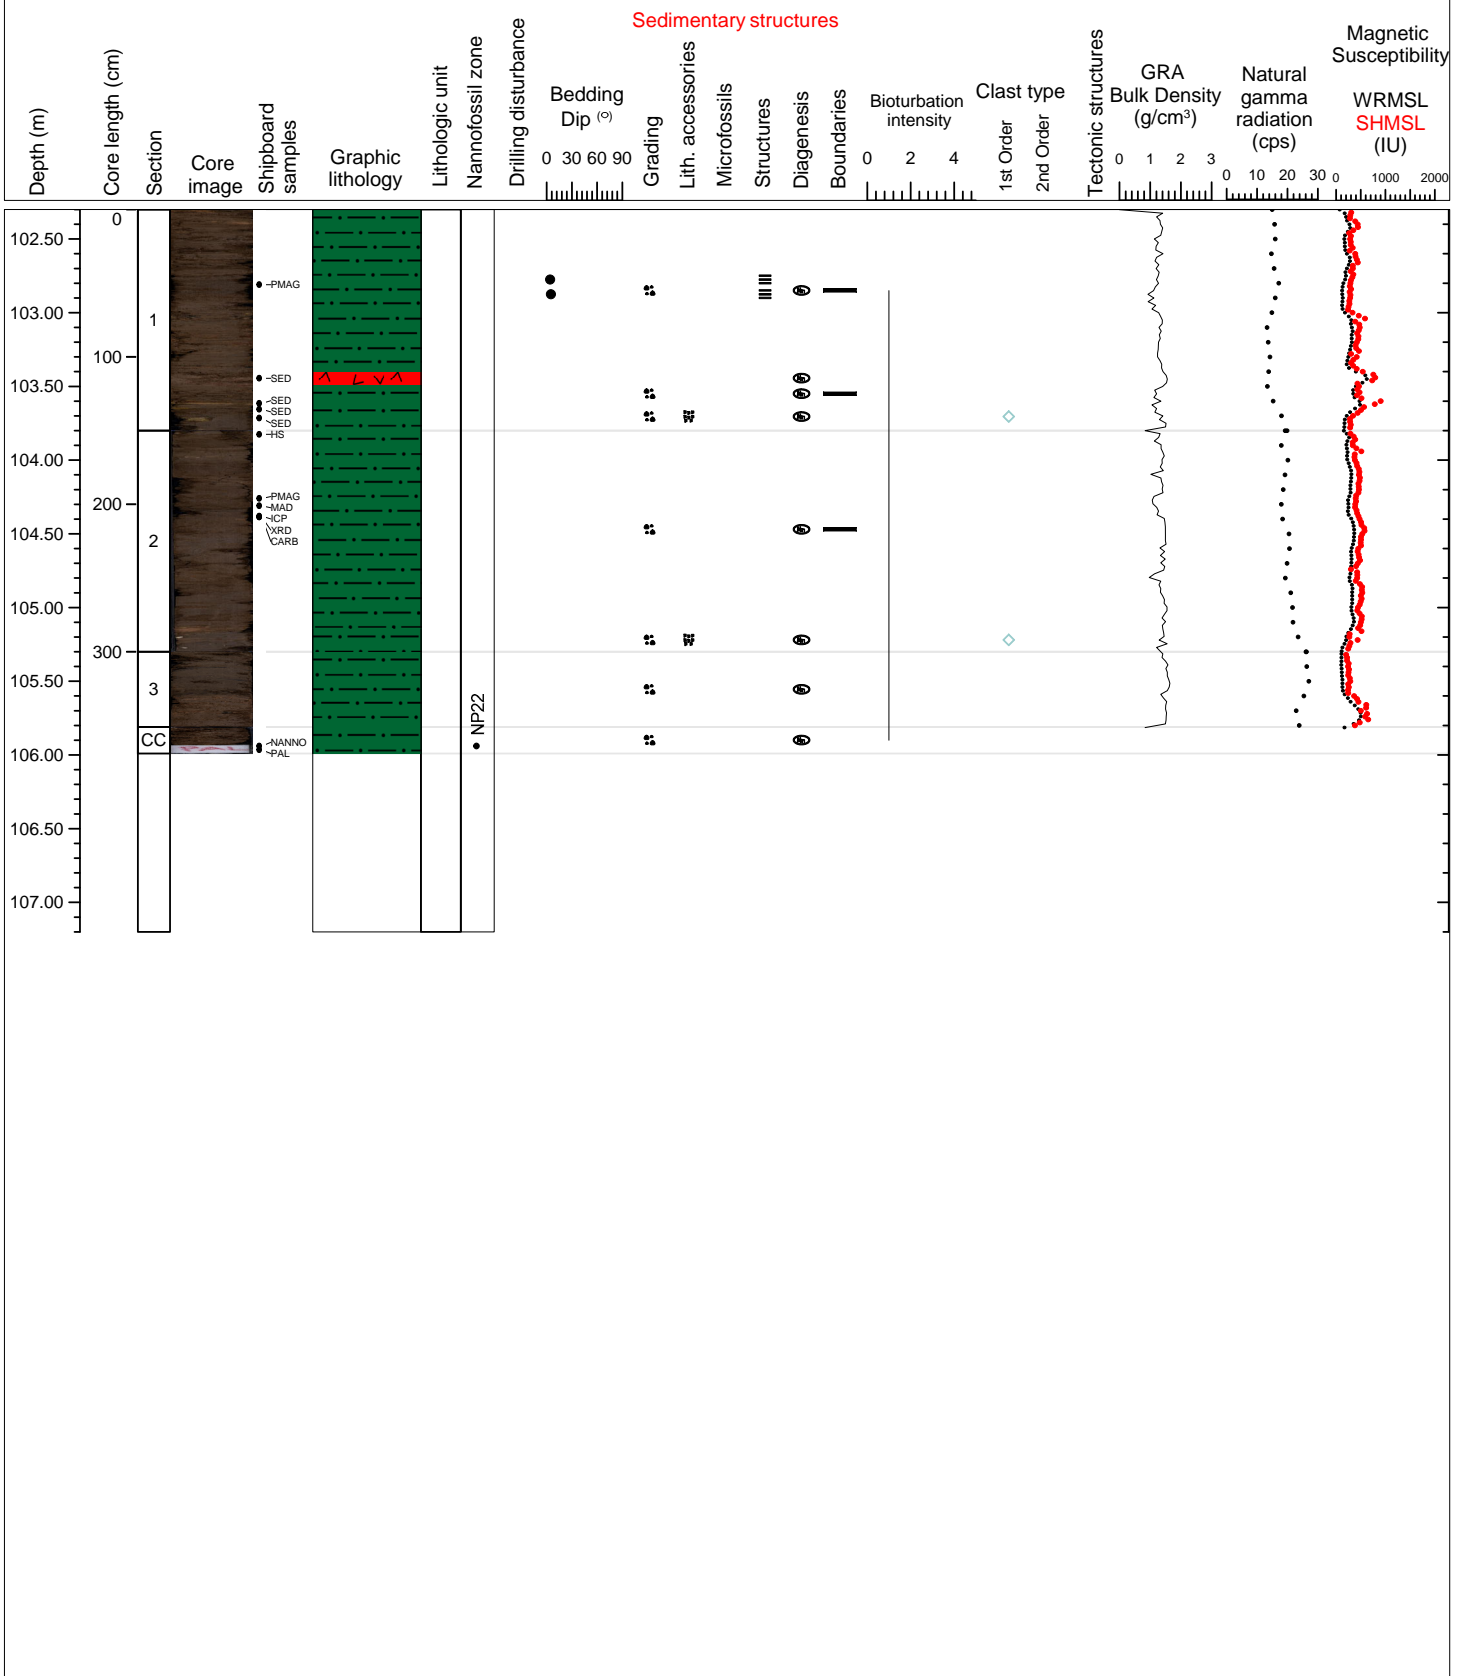 Sedimentary structures
Depth (m)
Core length (cm)
Section
Core
image
Shipboard
samples
Graphic
lithology
Lithologic unit
Nannofossil zone
Drilling disturbance
Bedding
Dip (o)
0 30 60 90
Grading
Lith. accessories
Microfossils
Structures
Diagenesis
Boundaries
Bioturbation
intensity
0 2 4
Clast type
1st Order
2nd Order
Tectonic structures
GRA
Bulk Density
(g/cm³)
0 1 2 3
Natural
gamma
radiation
(cps)
0 10 20 30
Magnetic
Susceptibility
WRMSL
SHMSL
(IU)
0 1000 2000
102.50
103.00
103.50
104.00
104.50
105.00
105.50
106.00
106.50
107.00
0
100
200
300
1
2
3
CC
PMAG
SED
SED
SED
SED
HS
PMAG
MAD
ICP
XRD
CARB
NANNO
PAL
NP22